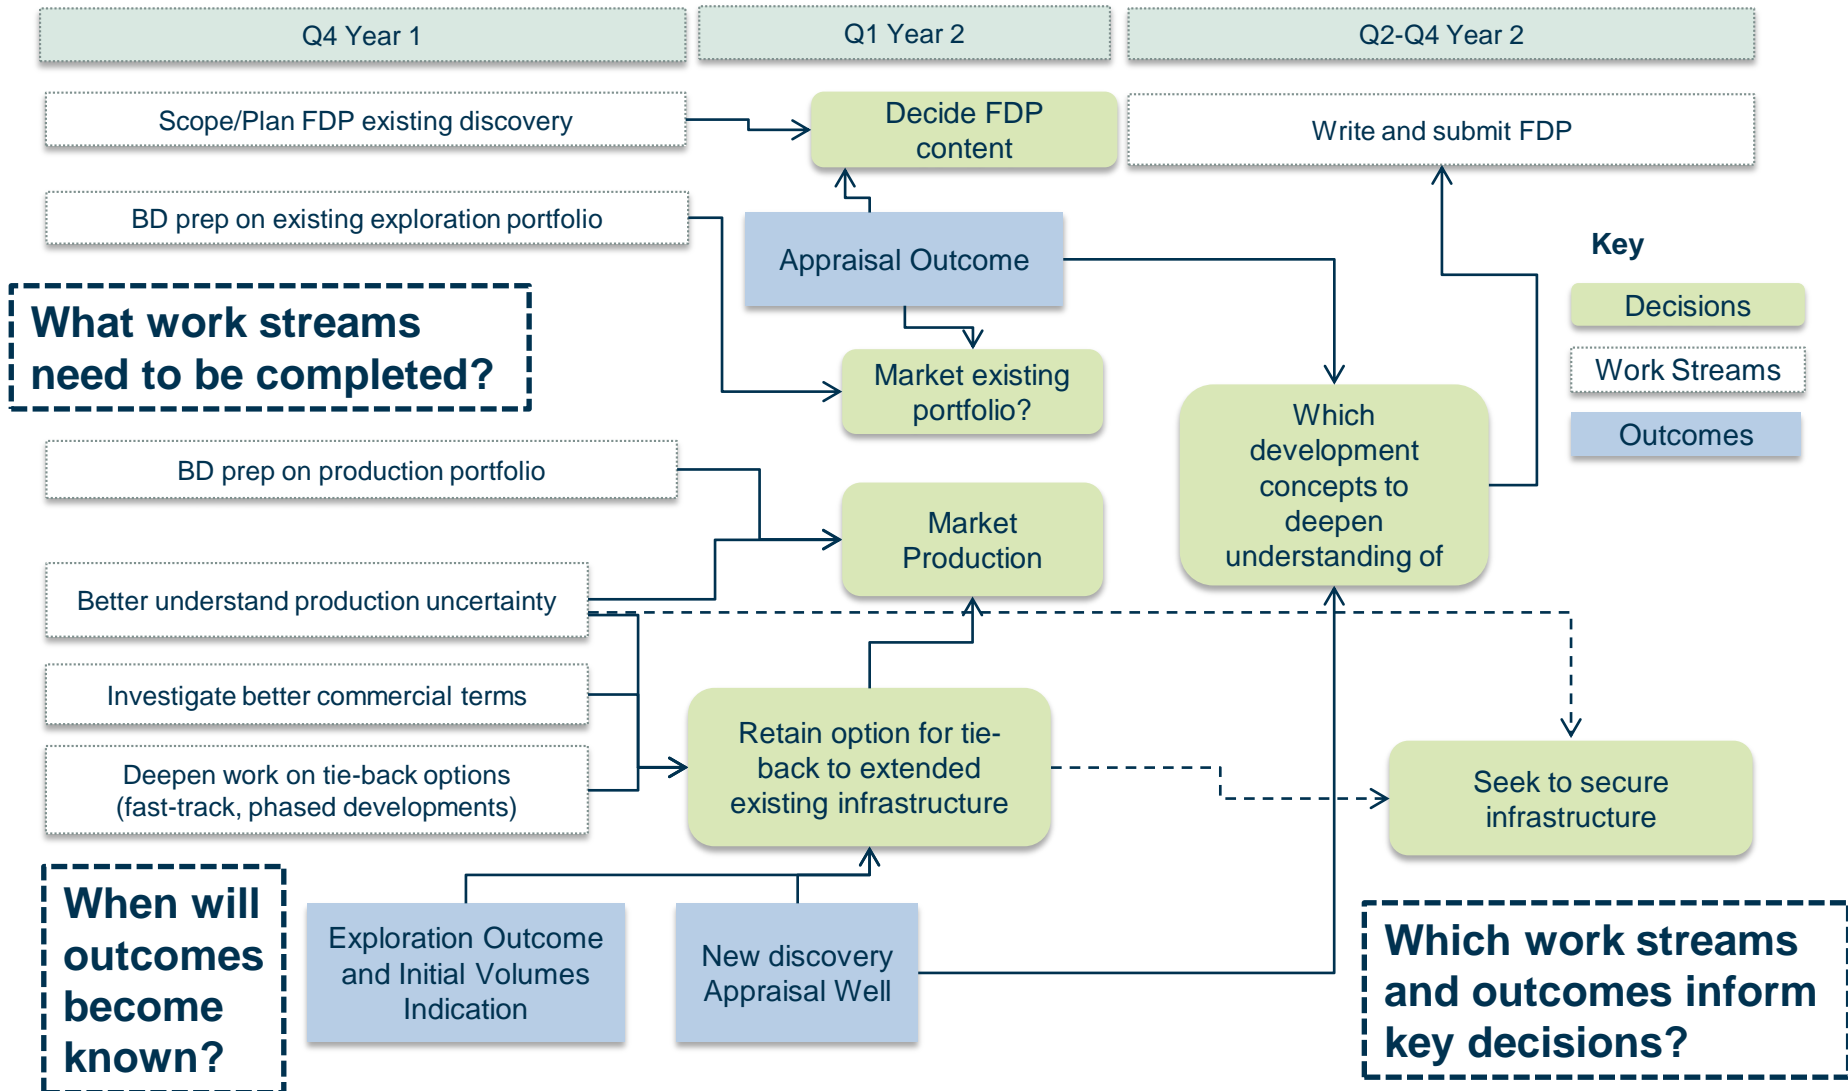 Q4 Year 1
Q1 Year 2
Q2-Q4 Year 2
Scope/Plan FDP existing discovery
Decide FDP
content
Write and submit FDP
BD prep on existing exploration portfolio
Appraisal Outcome
Key
Decisions
Work Streams
Outcomes
What work streams
need to be completed?
Market existing
portfolio?
Which
development
concepts to
deepen
understanding of
BD prep on production portfolio
Market
Production
Better understand production uncertainty
Investigate better commercial terms
Deepen work on tie-back options
(fast-track, phased developments)
Retain option for tie-
back to extended
existing infrastructure
Seek to secure
infrastructure
When will
outcomes
become
known?
Exploration Outcome
and Initial Volumes
Indication
New discovery
Appraisal Well
Which work streams
and outcomes inform
key decisions?